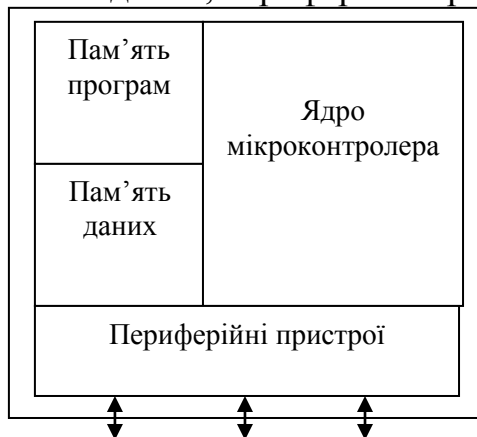 Пам’ять
програм
Ядро
мікроконтролера
Пам’ять
даних
Периферійні пристрої